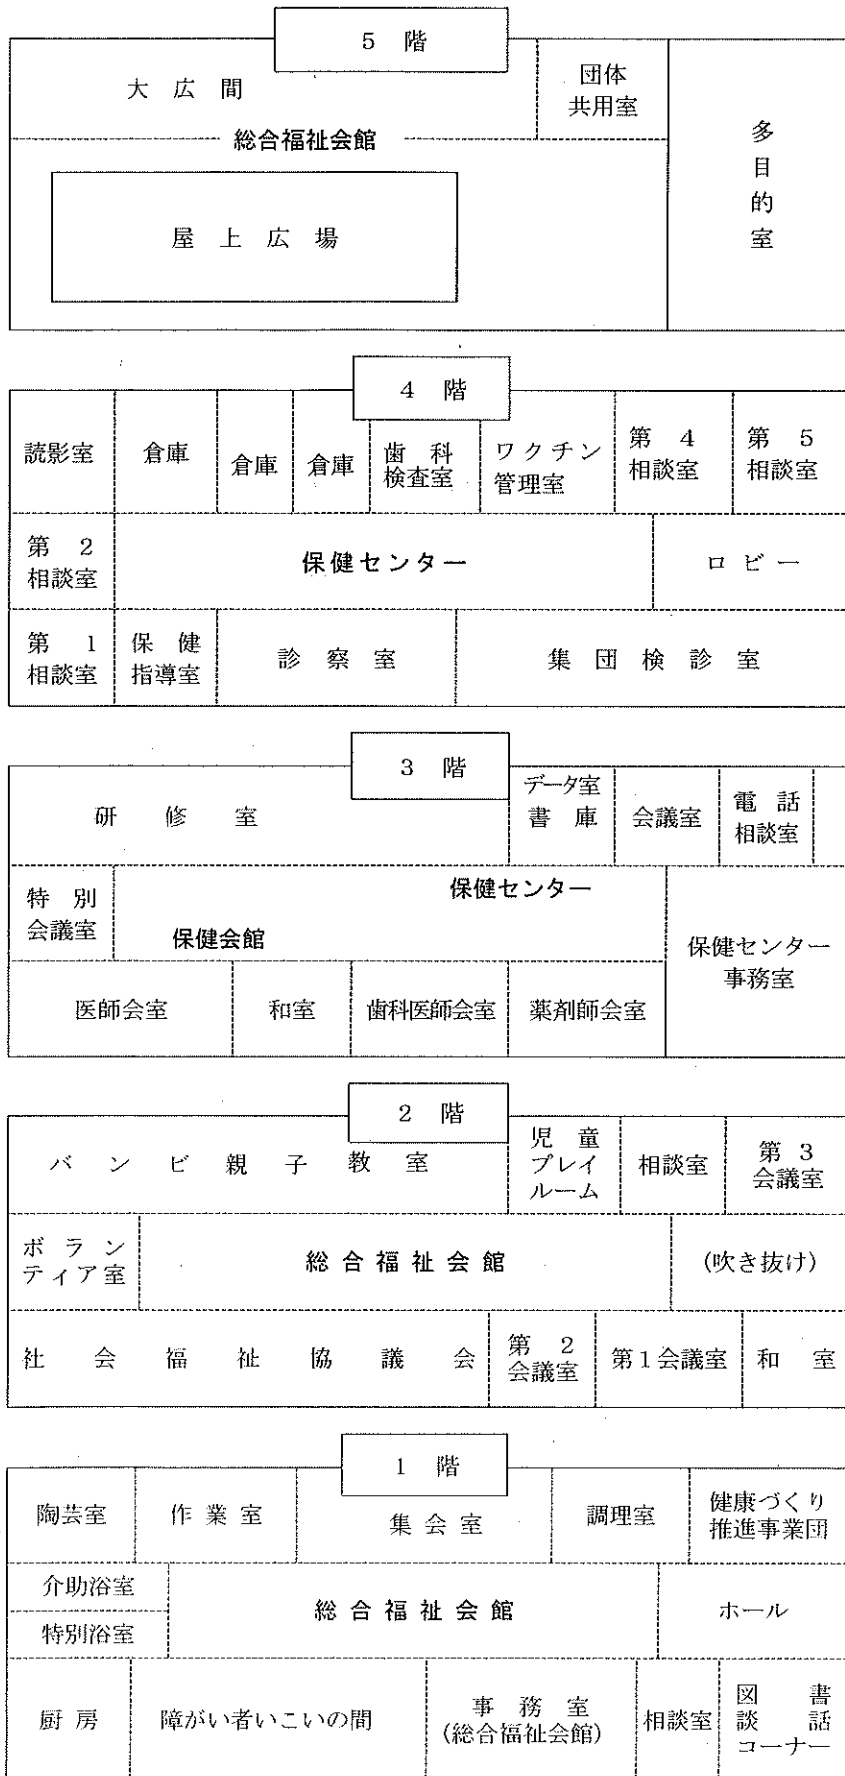 5 階
大 広 間
団体
共用室
総合福祉会館
多目的室
屋 上 広 場
4 階
読影室
倉庫
倉庫
倉庫
歯 科
検査室
ワクチン
管理室
第 4
相談室
第 5
相談室
第 2
相談室
保健センター
ロ ビ ー
第 1
相談室
保 健
指導室
診 察 室
集 団 検 診 室
3 階
研 修 室
データ室
書 庫
会議室
電 話
相談室
特 別
会議室
保健センター
保健会館
保健センター
事務室
医師会室
和室
歯科医師会室
薬剤師会室
2 階
バ ン ビ 親 子 教 室
児 童
プレイ
ルーム
相談室
第 3
会議室
ボ ラ ン
ティア室
総 合 福 祉 会 館
(吹き抜け)
社 会 福 祉 協 議 会
第 2
会議室
第1会議室
和 室
1 階
陶芸室
作 業 室
集 会 室
調理室
健康づくり
推進事業団
介助浴室
特別浴室
総 合 福 祉 会 館
ホール
厨 房
障がい者いこいの間
事 務 室
(総合福祉会館)
相談室
図 書
談 話
コーナー